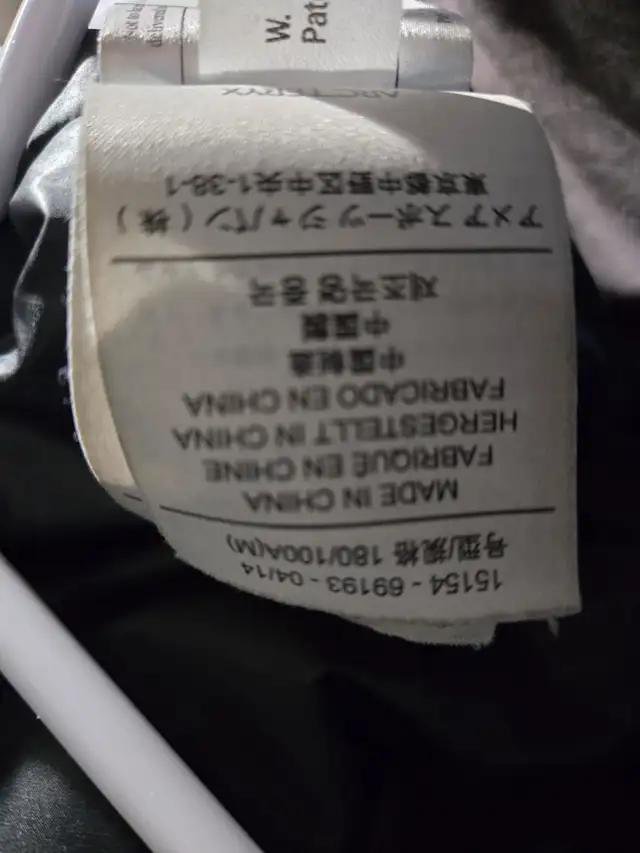 15154 - 69193 - 04/14
号型/规格 180/100A(M)
MADE IN CHINA
FABRIQUÉ EN CHINE
HERGESTELLT IN CHINA
FABRICADO EN CHINA
中国制造
中国製
제조국명 중국
アメアスポーツジャパン（株）
東京都中野区中央1-38-1
ARC'TERYX
W.